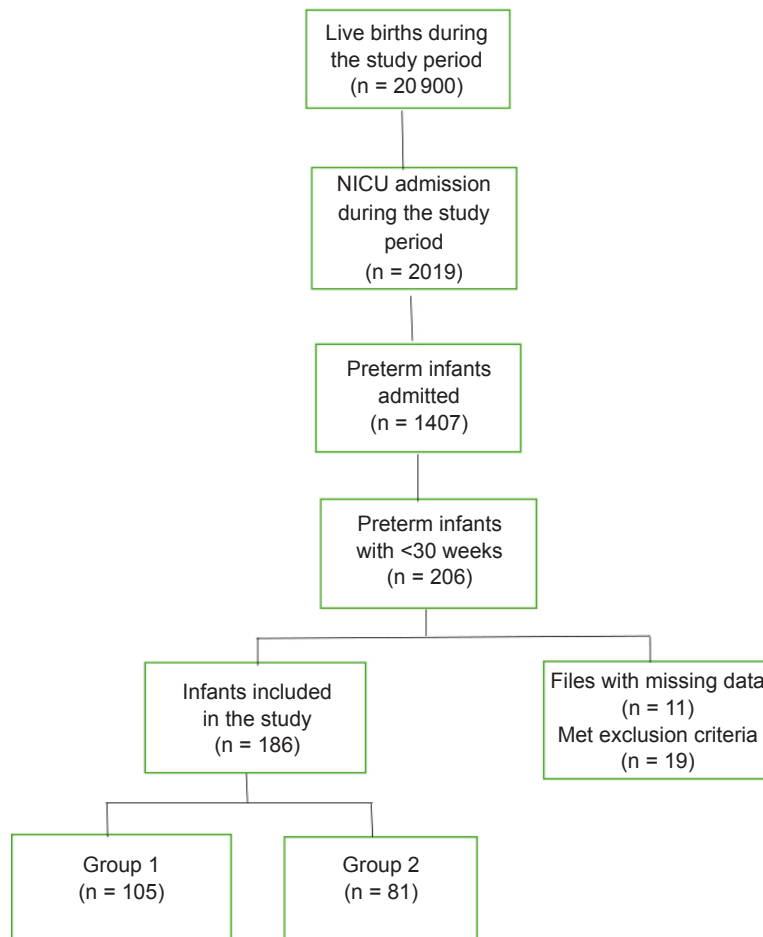 Live births during
the study period
(n = 20 900)
NICU admission
during the study
period
(n = 2019)
Preterm infants
admitted
(n = 1407)
Preterm infants
with <30 weeks
(n = 206)
Infants included
in the study
(n = 186)
Files with missing data
(n = 11)
Met exclusion criteria
(n = 19)
Group 1
(n = 105)
Group 2
(n = 81)